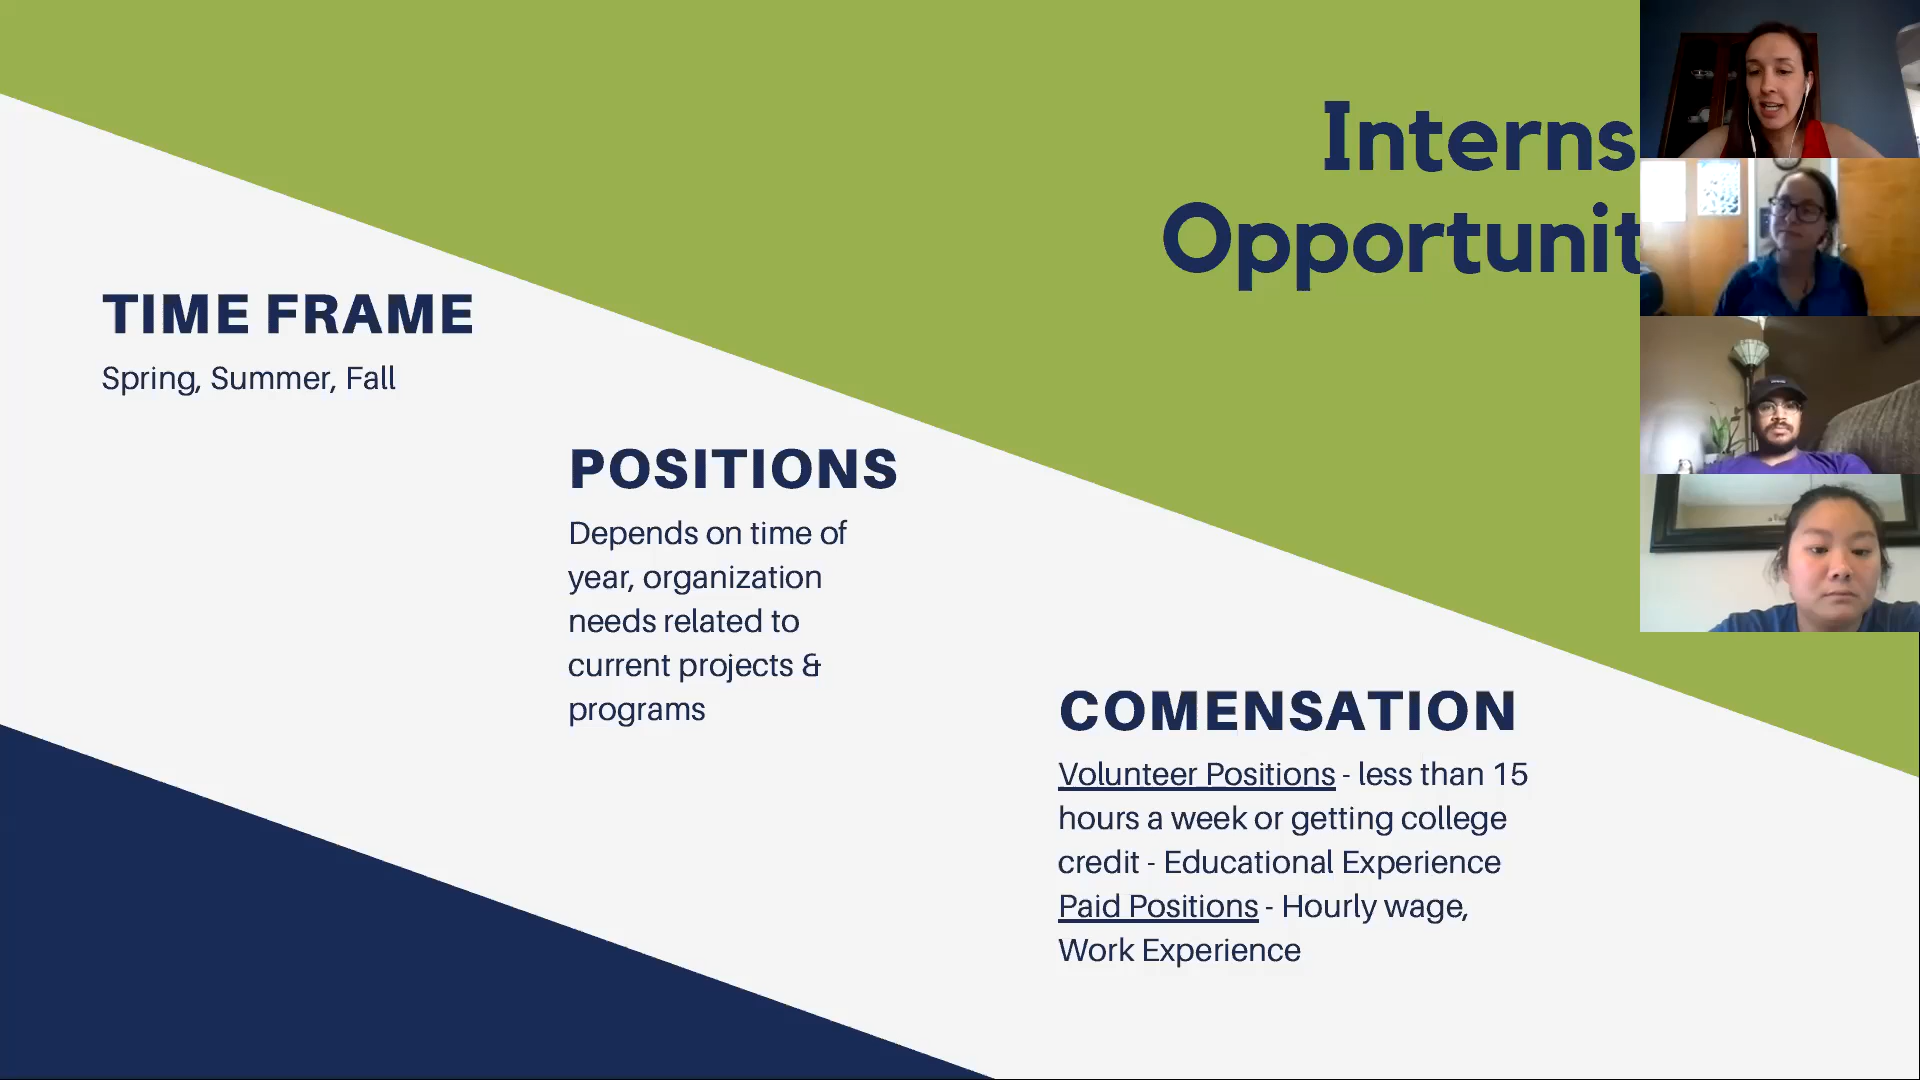 Interns
Opportunit
TIME FRAME
Spring, Summer, Fall
POSITIONS
Depends on time of
year, organization
needs related to
current projects &
programs
COMENSATION
Volunteer Positions - less than 15
hours a week or getting college
credit - Educational Experience
Paid Positions - Hourly wage,
Work Experience